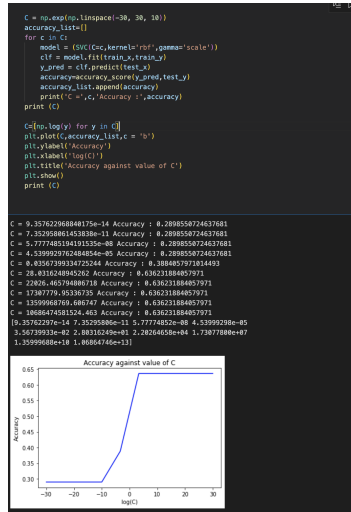 C = np.exp(np.linspace(-30, 30, 10))
accuracy_list=[]
for c in C:
    model = (SVC(C=c,kernel='rbf',gamma='scale'))
    clf = model.fit(train_x,train_y)
    y_pred = clf.predict(test_x)
    accuracy=accuracy_score(y_pred,test_y)
    accuracy_list.append(accuracy)
    print('C =',c,'Accuracy :',accuracy)
print (C)
C=[np.log(y) for y in C]
plt.plot(C,accuracy_list,c = 'b')
plt.ylabel('Accuracy')
plt.xlabel('log(C)')
plt.title('Accuracy against value of C')
plt.show()
print (C)
C = 9.357622968840175e-14 Accuracy : 0.2898550724637681
C = 7.352958061453838e-11 Accuracy : 0.2898550724637681
C = 5.777748519419153​5e-08 Accuracy : 0.2898550724637681
C = 4.5399929762484854e-05 Accuracy : 0.2898550724637681
C = 0.0356739933472524​4 Accuracy : 0.3884057971014493
C = 28.0316248945262 Accuracy : 0.636231884057971
C = 22026.465794806718 Accuracy : 0.636231884057971
C = 17307779.95336735 Accuracy : 0.636231884057971
C = 13599968769.606747 Accuracy : 0.636231884057971
C = 10686474581524.463 Accuracy : 0.636231884057971
[9.35762297e-14 7.35295806e-11 5.77774852e-08 4.53999298e-05
 3.56739933e-02 2.80316249e+01 2.20264658e+04 1.73077800e+07
 1.35999688e+10 1.06864746e+13]
Accuracy against value of C
0.65
0.60
0.55
0.50
0.45
0.40
0.35
0.30
Accuracy
−30 −20 −10 0 10 20 30
log(C)